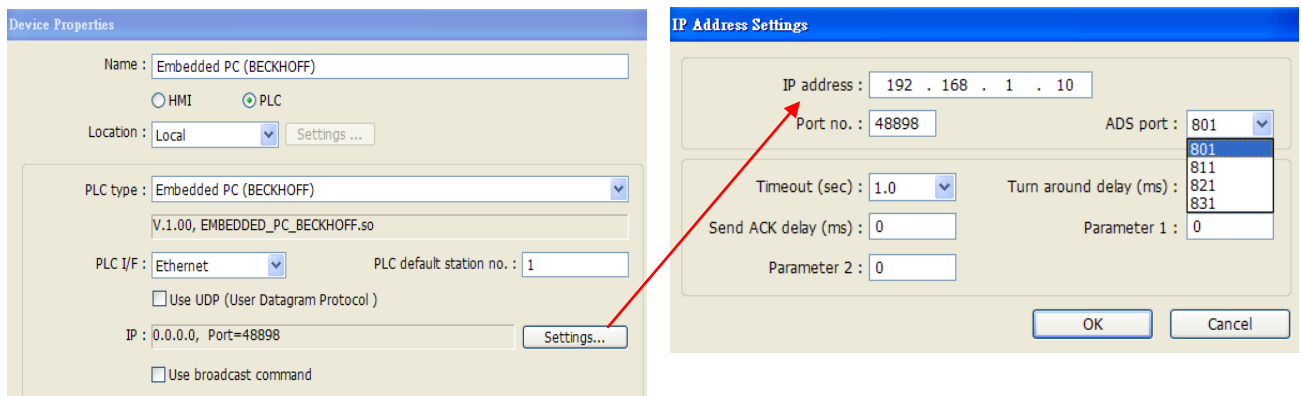 Device Properties
Name : Embedded PC (BECKHOFF)
HMI PLC
Location : Local Settings ...
PLC type : Embedded PC (BECKHOFF)
V.1.00, EMBEDDED_PC_BECKHOFF.so
PLC I/F : Ethernet PLC default station no. : 1
Use UDP (User Datagram Protocol )
IP : 0.0.0.0, Port=48898 Settings...
Use broadcast command
IP Address Settings
IP address : 192 . 168 . 1 . 10
Port no. : 48898 ADS port : 801
801
811
821
831
Timeout (sec) : 1.0 Turn around delay (ms) :
Send ACK delay (ms) : 0 Parameter 1 : 0
Parameter 2 : 0
OK Cancel